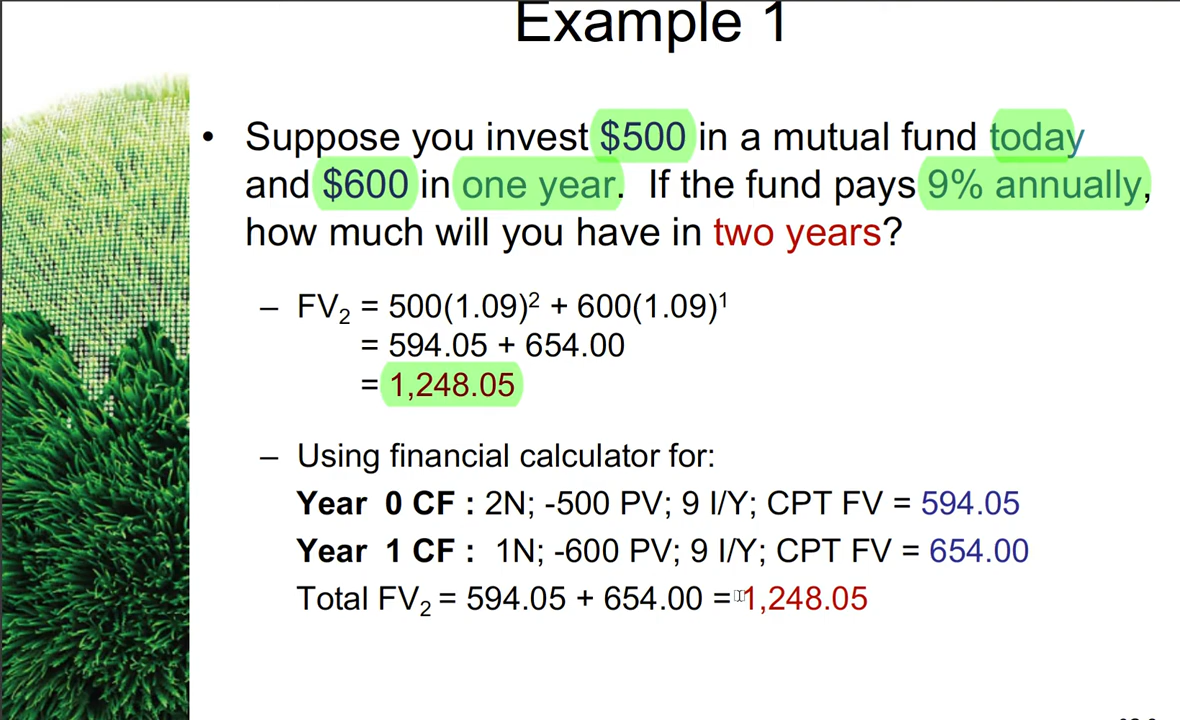 Example 1
• Suppose you invest $500 in a mutual fund today
and $600 in one year. If the fund pays 9% annually,
how much will you have in two years?
– FV₂ = 500(1.09)² + 600(1.09)¹
= 594.05 + 654.00
= 1,248.05
– Using financial calculator for:
Year 0 CF : 2N; -500 PV; 9 I/Y; CPT FV = 594.05
Year 1 CF : 1N; -600 PV; 9 I/Y; CPT FV = 654.00
Total FV₂ = 594.05 + 654.00 = 1,248.05